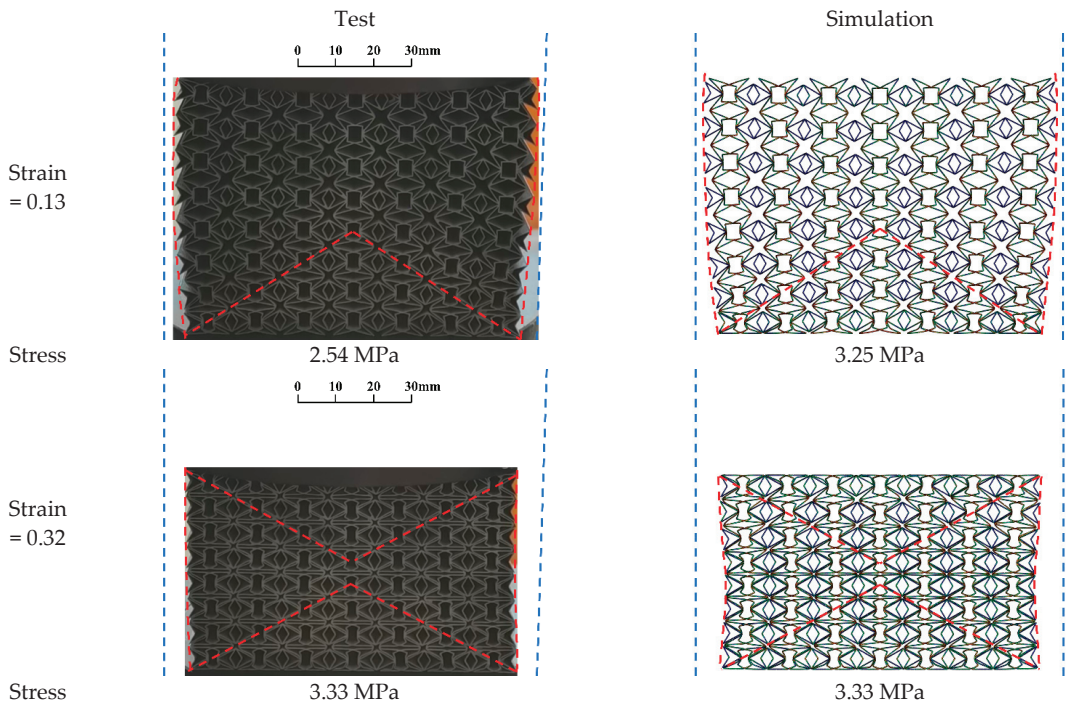 Test
Simulation
0 10 20 30mm
Strain
= 0.13
Stress
2.54 MPa
3.25 MPa
0 10 20 30mm
Strain
= 0.32
Stress
3.33 MPa
3.33 MPa